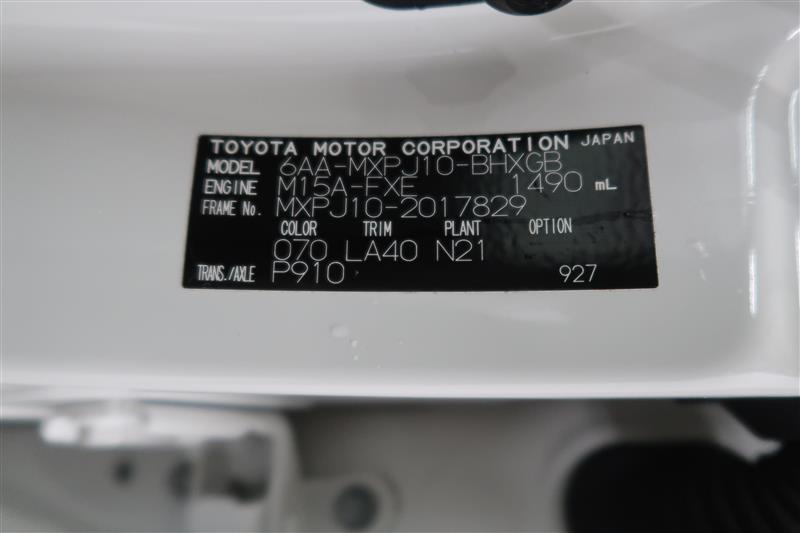 TOYOTA MOTOR CORPORATION JAPAN
MODEL 6AA-MXPJ10-BHXGB
ENGINE M15A-FXE 1490 mL
FRAME No. MXPJ10-2017829
COLOR TRIM PLANT OPTION
070 LA40 N21
TRANS./AXLE P910 927